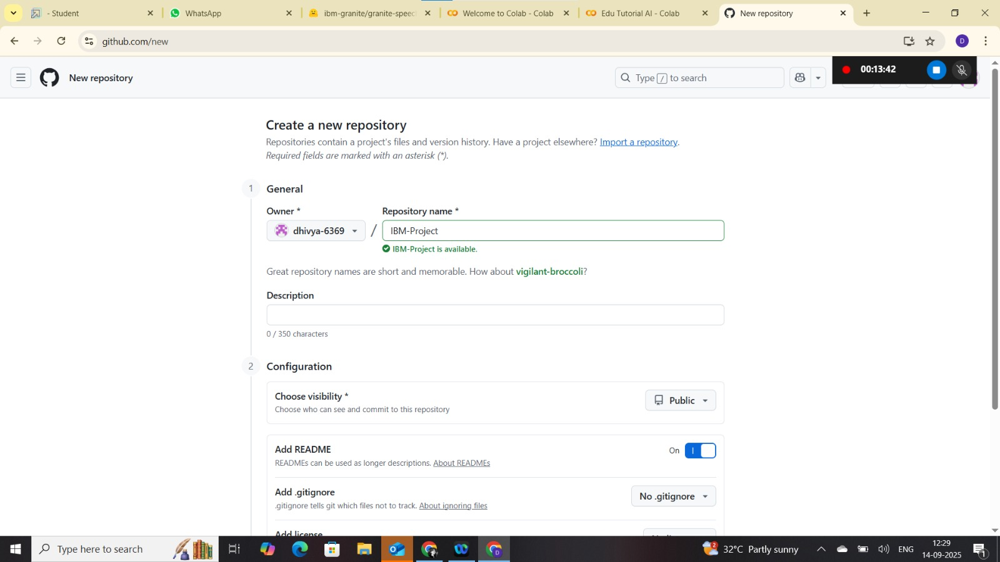 - Student
WhatsApp
ibm-granite/granite-speec
Welcome to Colab - Colab
Edu Tutorial AI - Colab
New repository
github.com/new
D
New repository
Type / to search
00:13:42
Create a new repository
Repositories contain a project's files and version history. Have a project elsewhere? Import a repository.
Required fields are marked with an asterisk (*).
1 General
Owner *
Repository name *
dhivya-6369
/
IBM-Project
IBM-Project is available.
Great repository names are short and memorable. How about vigilant-broccoli?
Description
0 / 350 characters
2 Configuration
Choose visibility *
Public
Choose who can see and commit to this repository
Add README
On
READMEs can be used as longer descriptions. About READMEs
Add .gitignore
No .gitignore
.gitignore tells git which files not to track. About ignoring files
Add license
Type here to search
D
2
32°C Partly sunny
ENG
12:29
14-09-2025
1